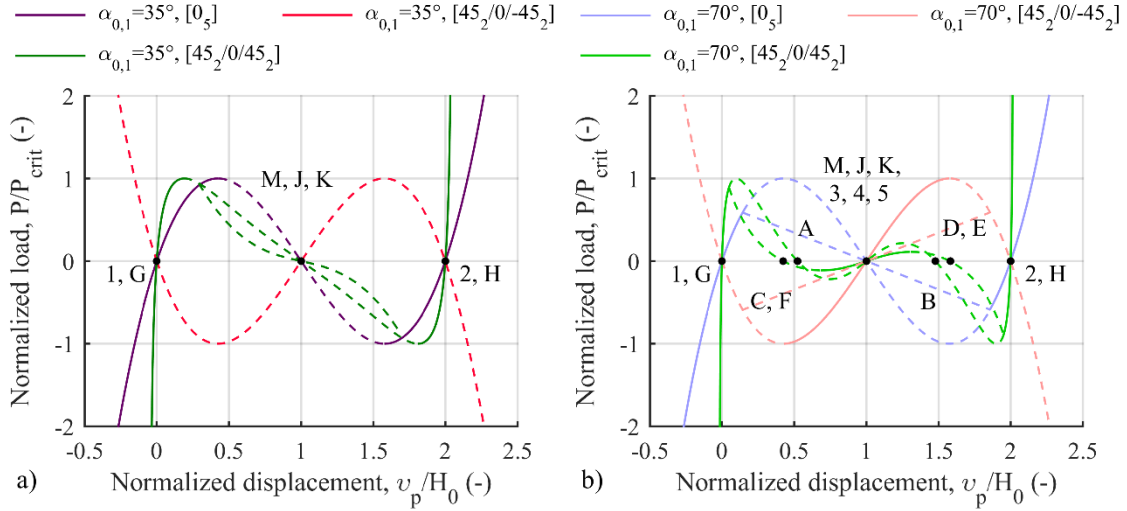 α0,1=35°, [0₅]
α0,1=35°, [45₂/0/-45₂]
α0,1=35°, [45₂/0/45₂]
2
1
0
-1
-2
Normalized load, P/Pcrit (-)
M, J, K
1, G
2, H
-0.5 0 0.5 1 1.5 2 2.5
a)
Normalized displacement, υp/H₀ (-)
α0,1=70°, [0₅]
α0,1=70°, [45₂/0/-45₂]
α0,1=70°, [45₂/0/45₂]
2
1
0
-1
-2
Normalized load, P/Pcrit (-)
M, J, K,
3, 4, 5
A
D, E
1, G
2, H
C, F
B
-0.5 0 0.5 1 1.5 2 2.5
b)
Normalized displacement, υp/H₀ (-)